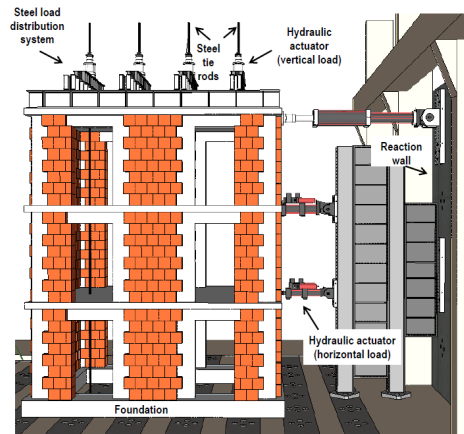 Steel load
distribution
system
Steel
tie
rods
Hydraulic
actuator
(vertical load)
Reaction
wall
Hydraulic actuator
(horizontal load)
Foundation